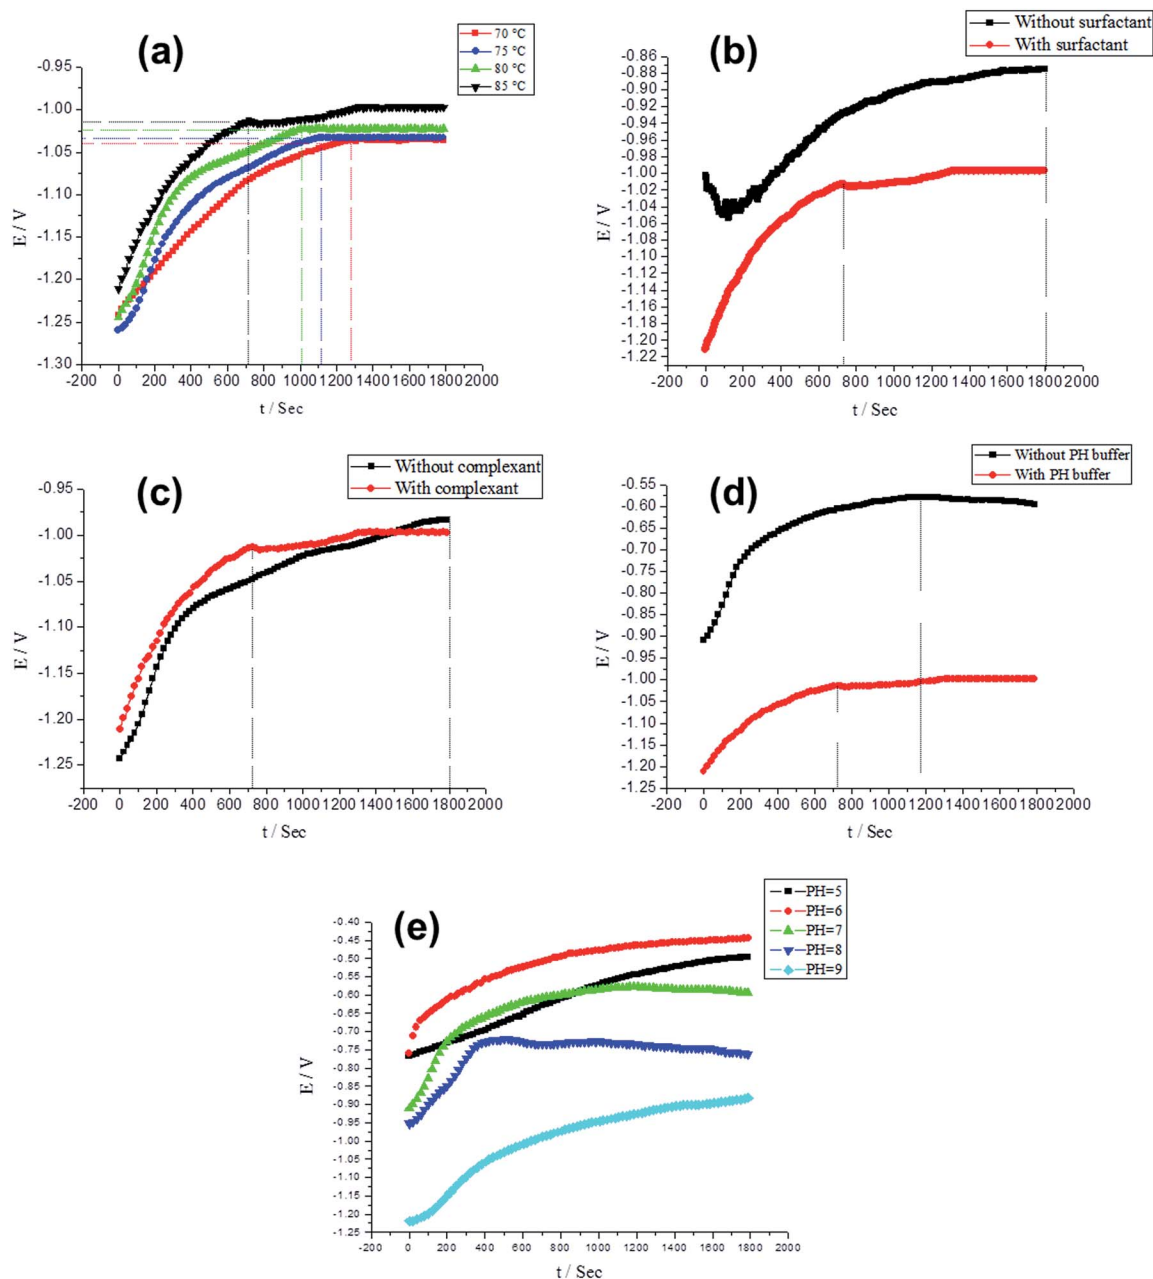 (a)
70 °C
75 °C
80 °C
85 °C
-0.95
-1.00
-1.05
-1.10
-1.15
-1.20
-1.25
-1.30
E / V
-200 0 200 400 600 800 1000 1200 1400 1600 1800 2000
t / Sec
(b)
Without surfactant
With surfactant
-0.86
-0.88
-0.90
-0.92
-0.94
-0.96
-0.98
-1.00
-1.02
-1.04
-1.06
-1.08
-1.10
-1.12
-1.14
-1.16
-1.18
-1.20
-1.22
E / V
-200 0 200 400 600 800 1000 1200 1400 1600 1800 2000
t / Sec
(c)
Without complexant
With complexant
-0.95
-1.00
-1.05
-1.10
-1.15
-1.20
-1.25
E / V
-200 0 200 400 600 800 1000 1200 1400 1600 1800 2000
t / Sec
(d)
Without PH buffer
With PH buffer
-0.55
-0.60
-0.65
-0.70
-0.75
-0.80
-0.85
-0.90
-0.95
-1.00
-1.05
-1.10
-1.15
-1.20
-1.25
E / V
-200 0 200 400 600 800 1000 1200 1400 1600 1800 2000
t / Sec
(e)
PH=5
PH=6
PH=7
PH=8
PH=9
-0.40
-0.45
-0.50
-0.55
-0.60
-0.65
-0.70
-0.75
-0.80
-0.85
-0.90
-0.95
-1.00
-1.05
-1.10
-1.15
-1.20
-1.25
E / V
-200 0 200 400 600 800 1000 1200 1400 1600 1800 2000
t / Sec